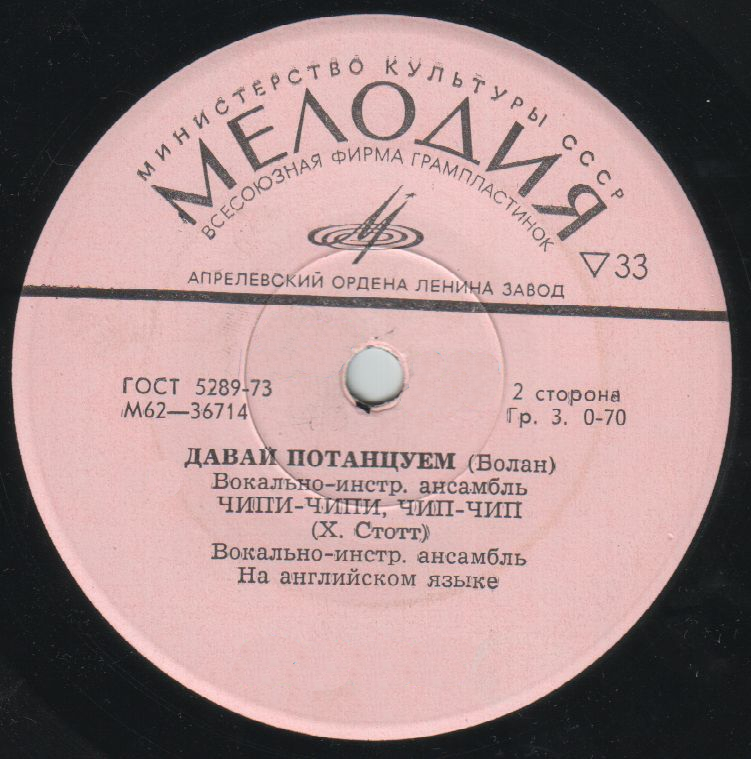 МИНИСТЕРСТВО КУЛЬТУРЫ СССР
МЕЛОДИЯ
ВСЕСОЮЗНАЯ ФИРМА ГРАМПЛАСТИНОК
▽33
АПРЕЛЕВСКИЙ ОРДЕНА ЛЕНИНА ЗАВОД
ГОСТ 5289-73
М62—36714
2 сторона
Гр. 3. 0-70
ДАВАЙ ПОТАНЦУЕМ (Болан)
Вокально-инстр. ансамбль
ЧИПИ-ЧИПИ, ЧИП-ЧИП
(Х. Стотт)
Вокально-инстр. ансамбль
На английском языке